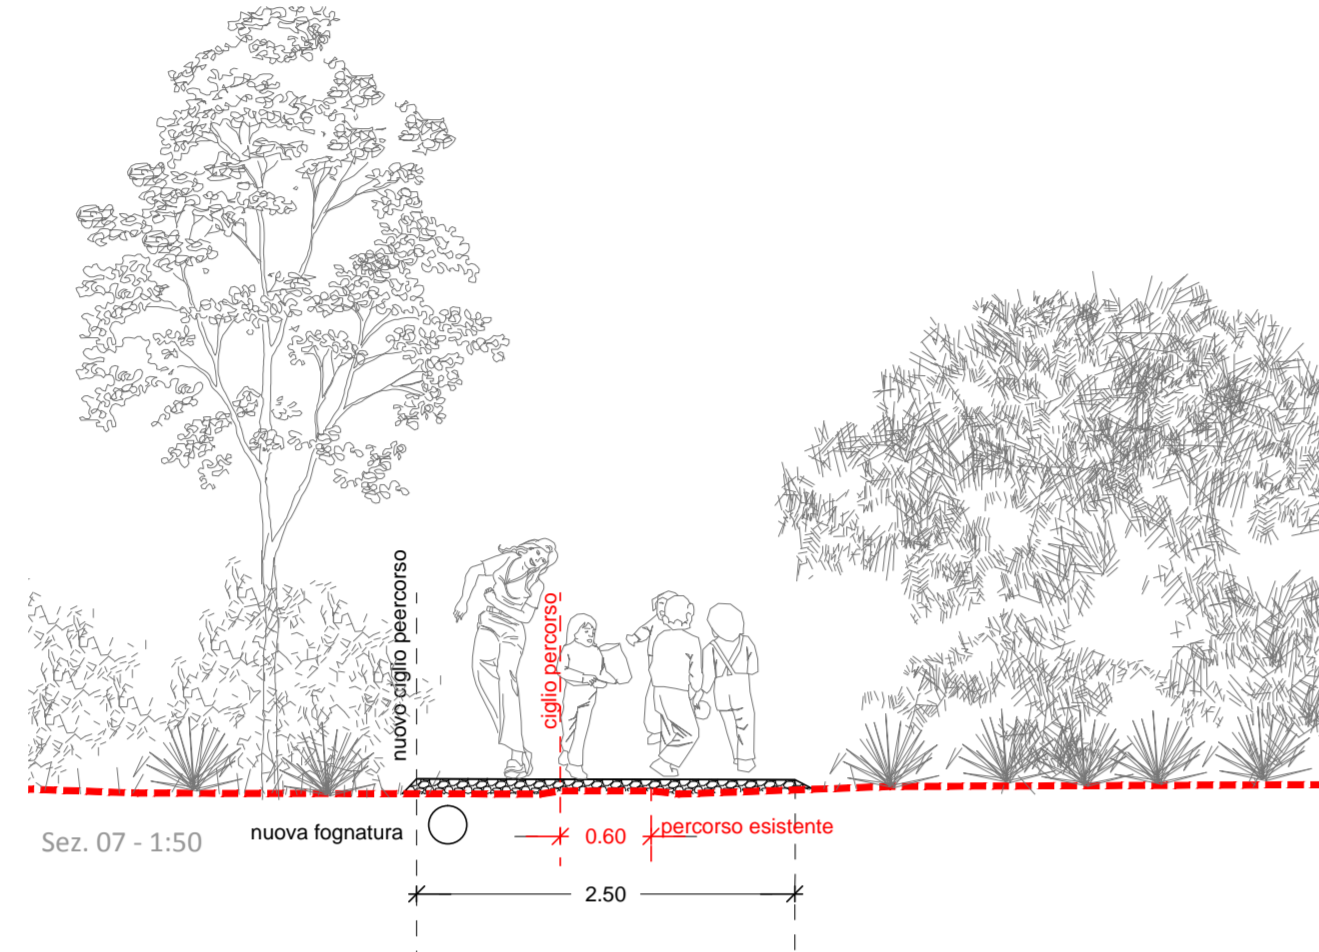 nuovo ciglio peercorso
ciglio percorso
Sez. 07 - 1:50
nuova fognatura
0.60
percorso esistente
2.50